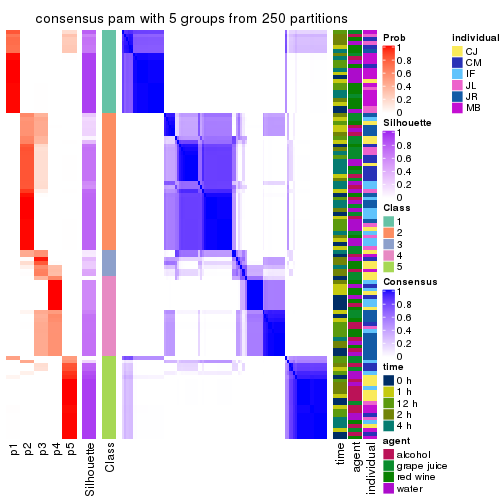 consensus pam with 5 groups from 250 partitions
Prob
1
0.8
0.6
0.4
0.2
0
Silhouette
1
0.8
0.6
0.4
0.2
0
Class
1
2
3
4
5
Consensus
1
0.8
0.6
0.4
0.2
0
time
0 h
1 h
12 h
2 h
4 h
agent
alcohol
grape juice
red wine
water
individual
CJ
CM
IF
JL
JR
MB
p1
p2
p3
p4
p5
Silhouette
Class
time
agent
individual